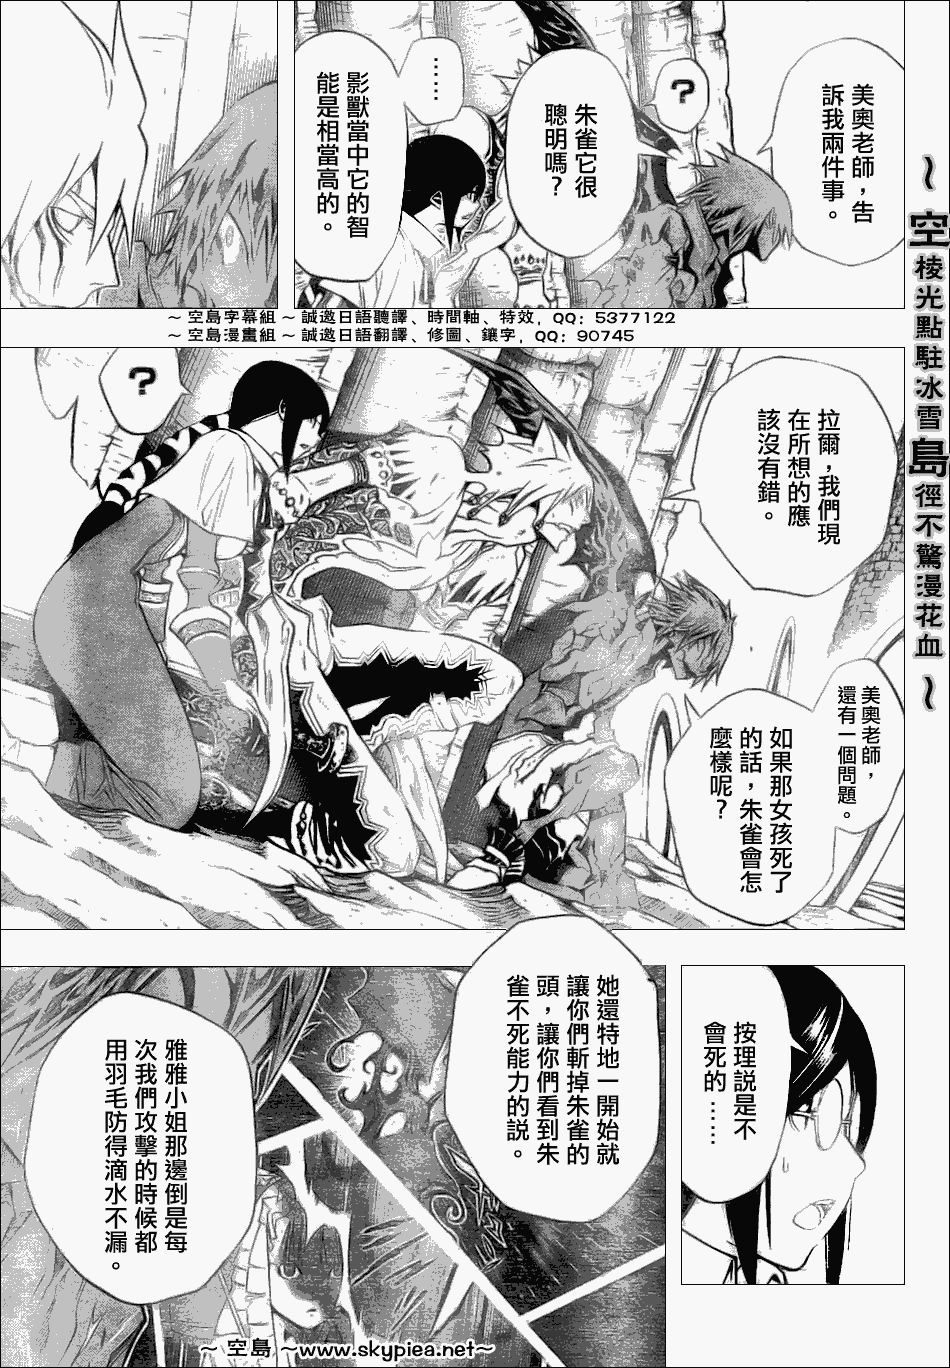 美奧老師，告
訴我兩件事。
？
朱雀它很
聰明嗎？
……
影獸當中它的智
能是相當高的。
～空島字幕組～誠邀日語聽譯、時間軸、特效，QQ：5377122
～空島漫畫組～誠邀日語翻譯、修圖、鑲字，QQ：90745
拉爾，我們現
在所想的應
該沒有錯。
？
美奧老師，
還有一個問題。
如果那女孩死了
的話，朱雀會怎
麼樣呢？
按理説是不
會死的……
她還特地一開始就
讓你們斬掉朱雀的
頭，讓你們看到朱
雀不死能力的説。
雅雅小姐那邊倒是每
次我們攻擊的時候都
用羽毛防得滴水不漏。
～空棱光點駐冰雪島徑不驚漫花血～
～空島～www.skypiea.net～